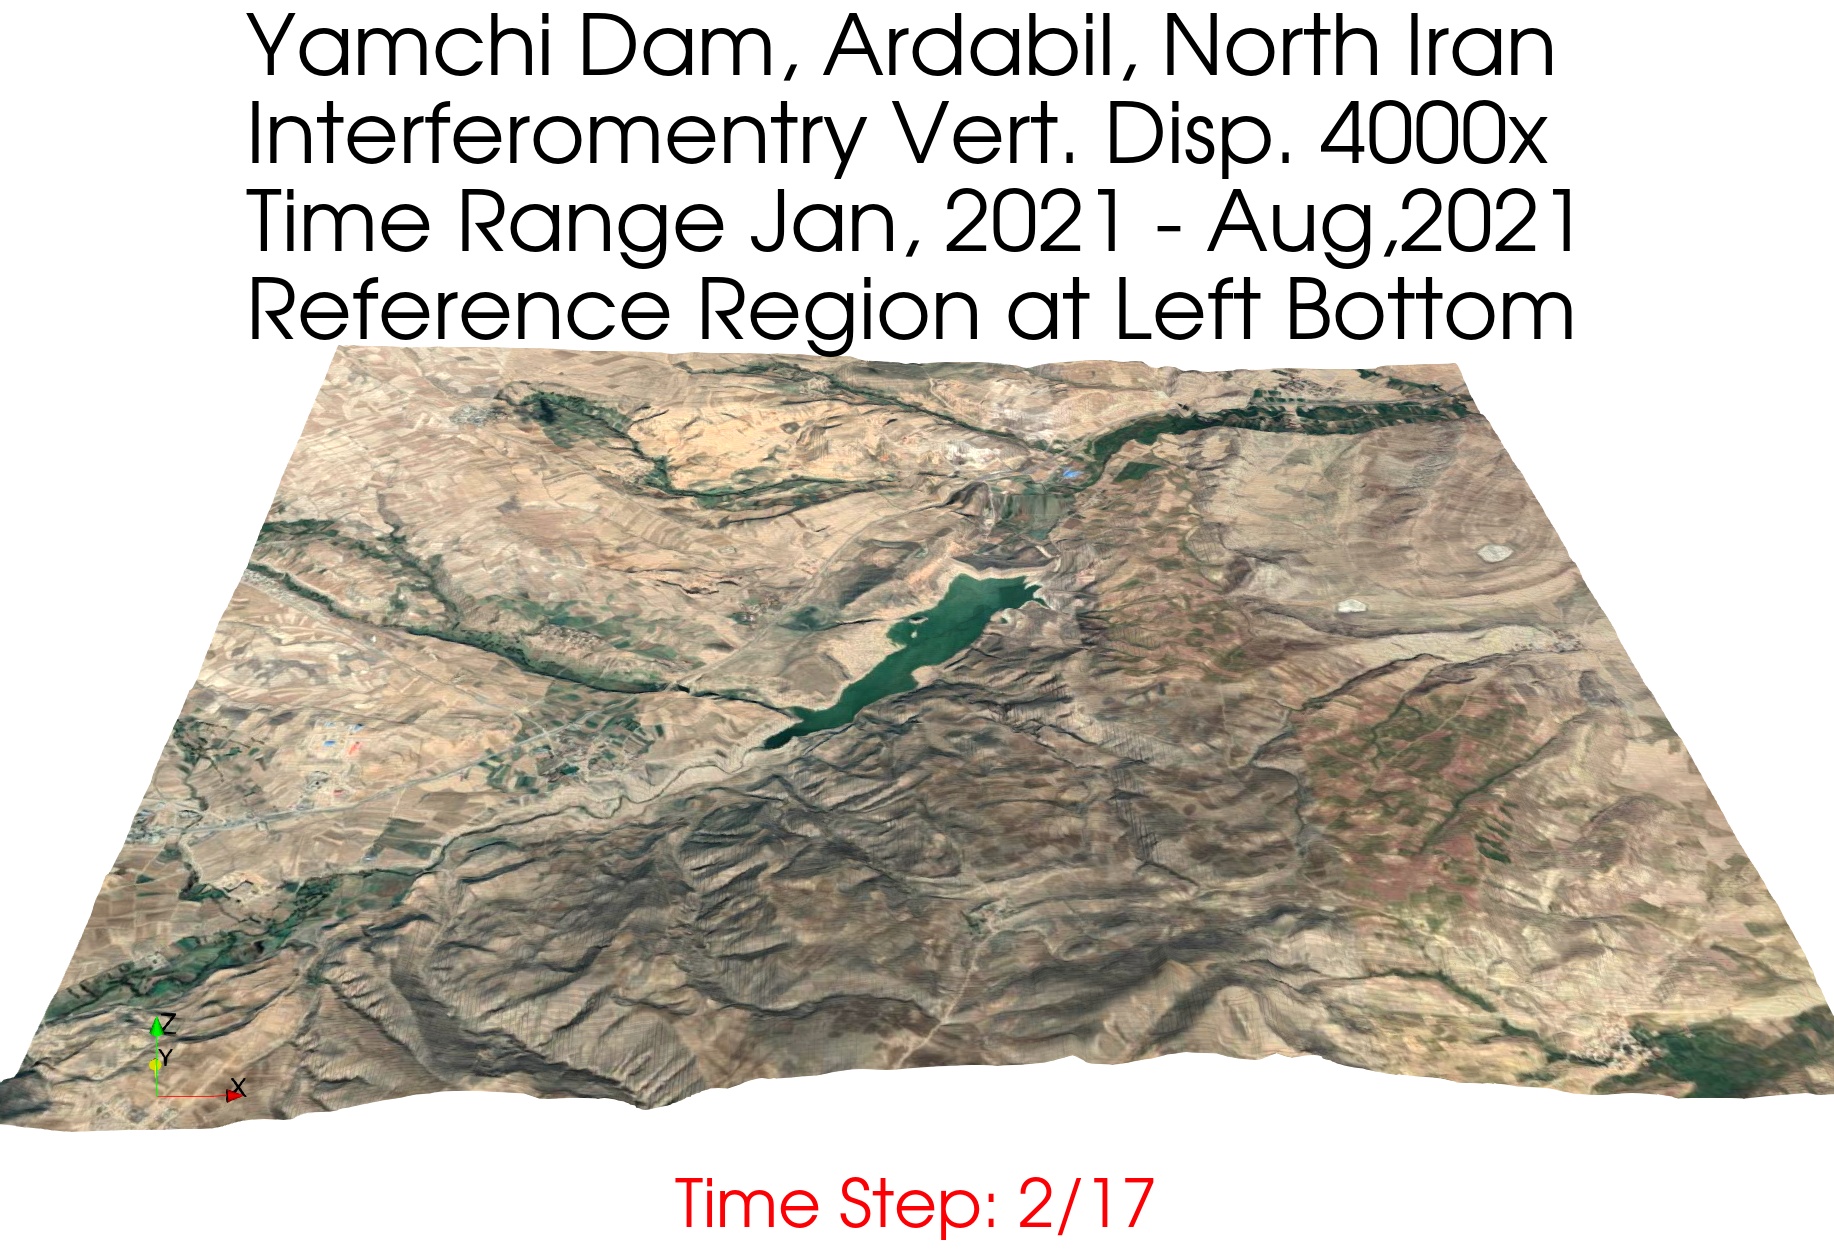 Yamchi Dam, Ardabil, North Iran
Interferomentry Vert. Disp. 4000x
Time Range Jan, 2021 - Aug,2021
Reference Region at Left Bottom
Z
Y
X
Time Step: 2/17